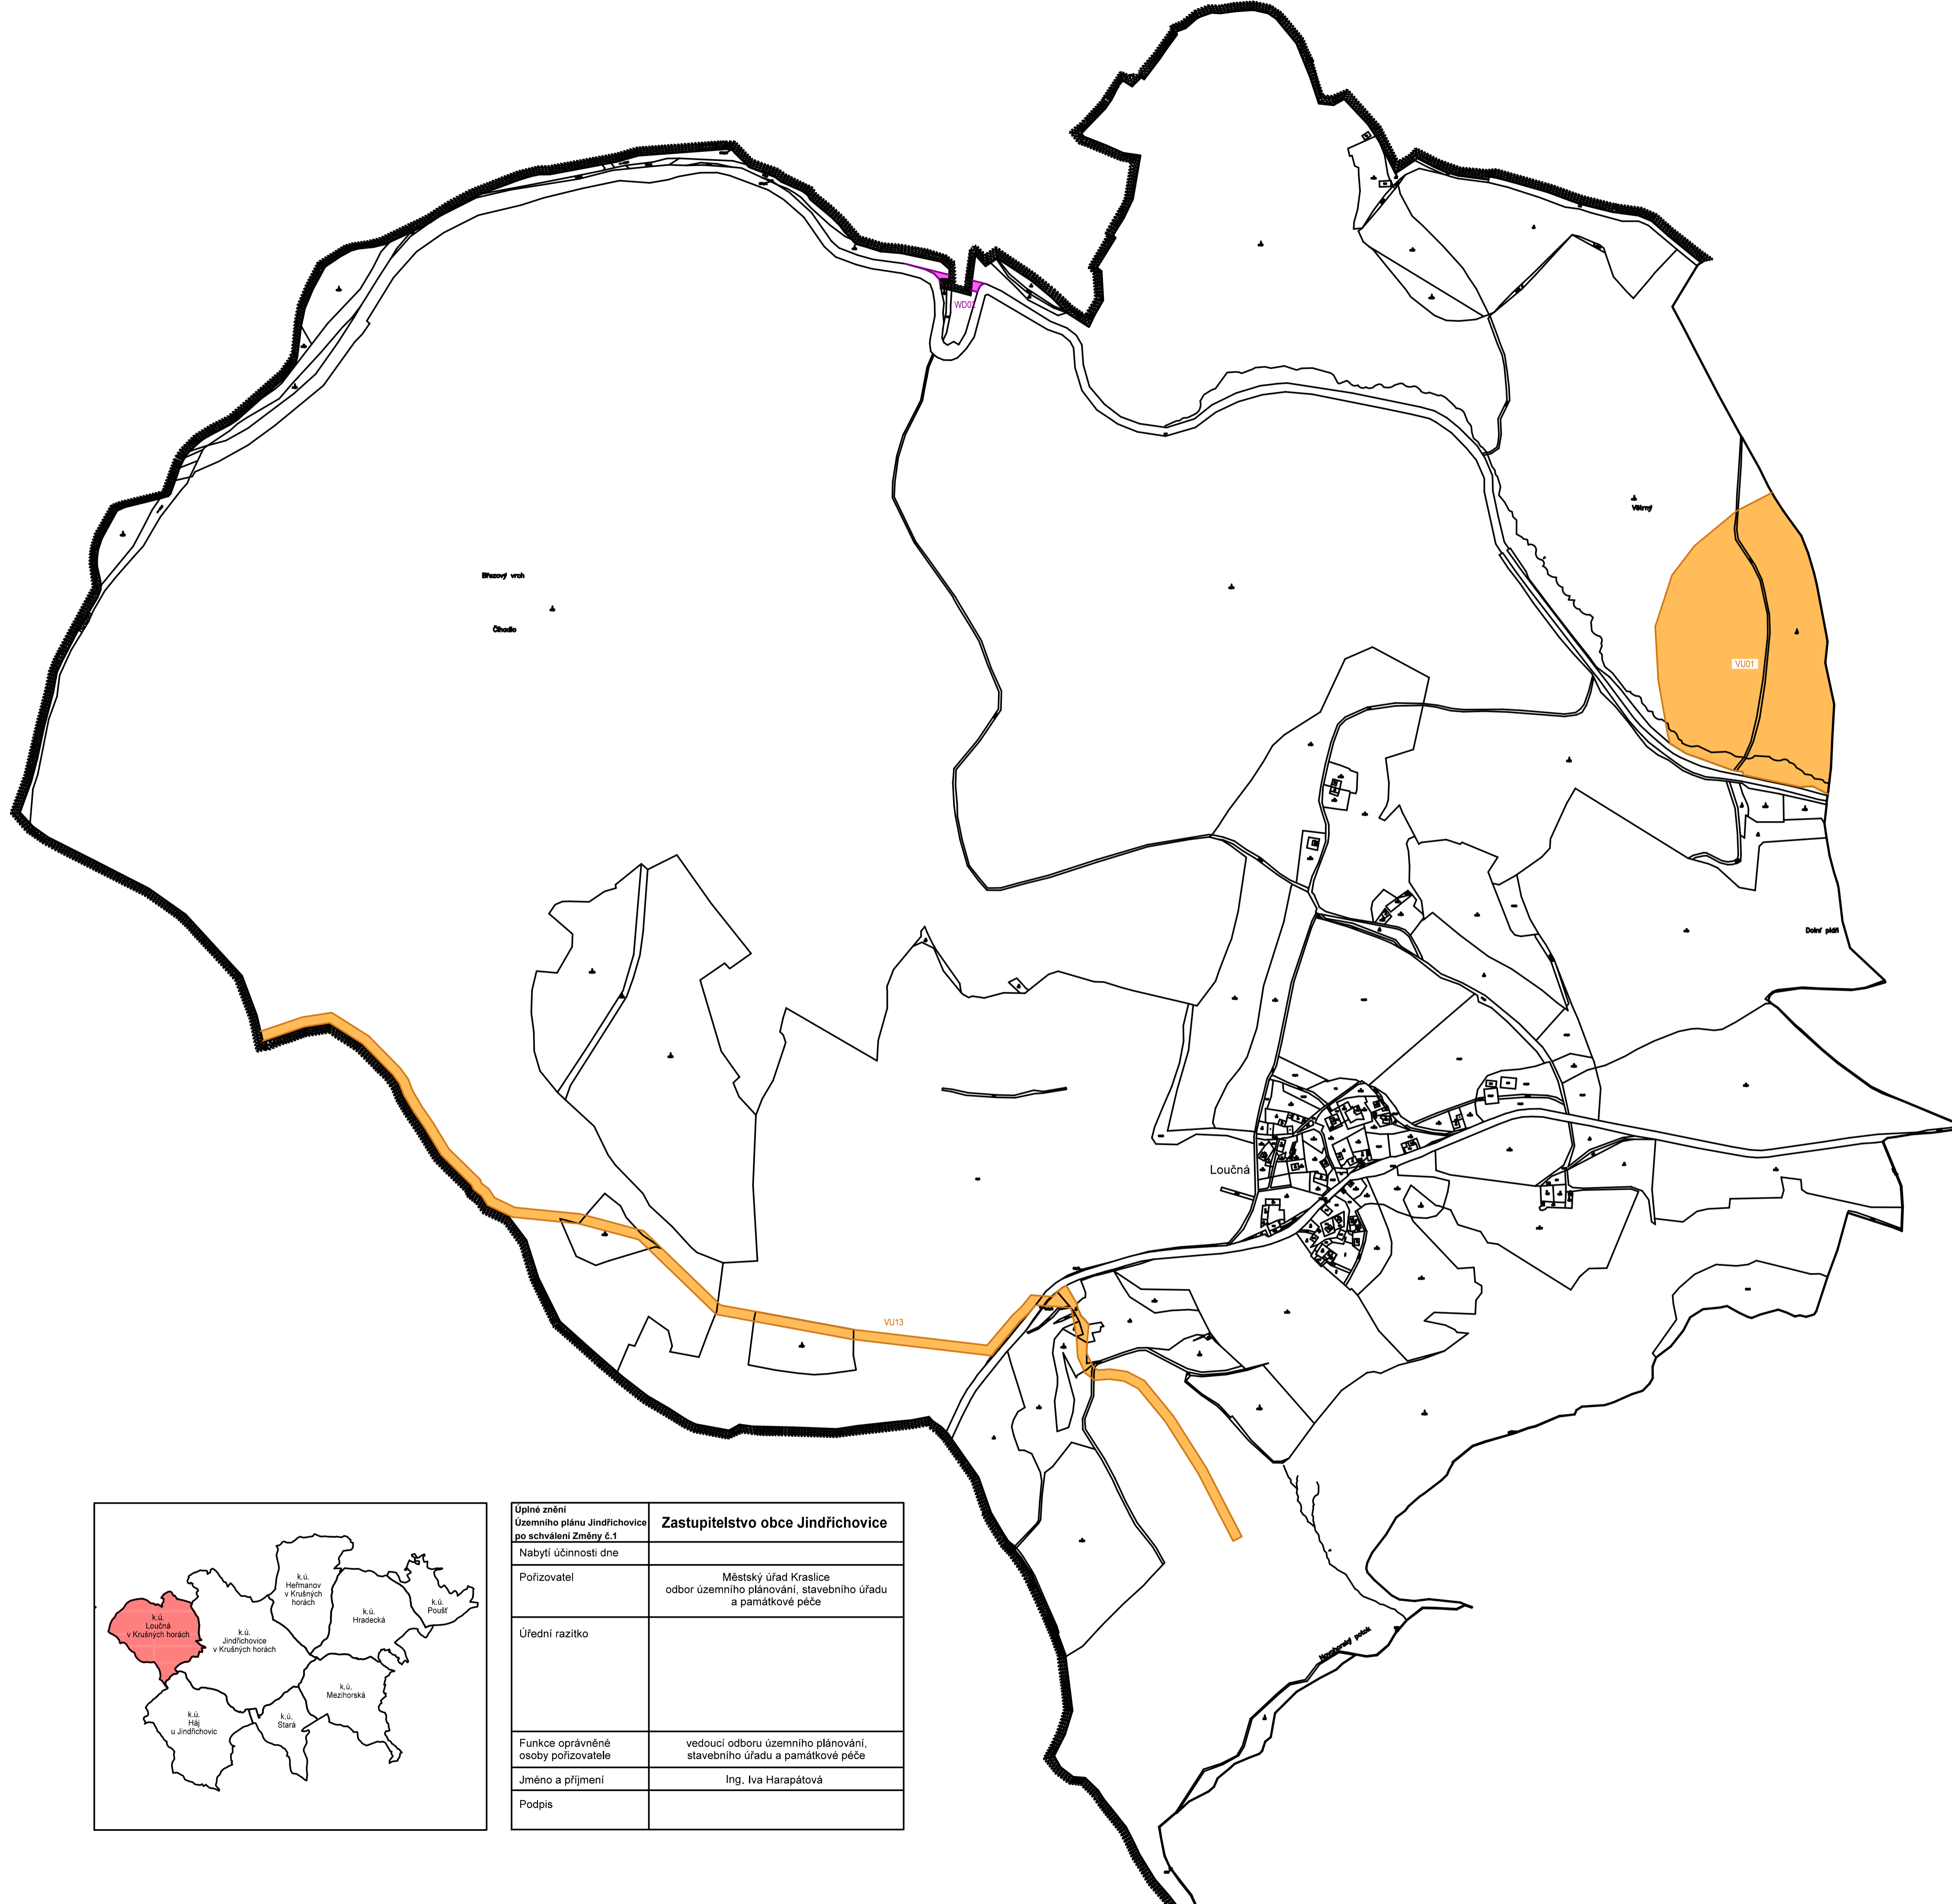 WD02
Větrný
Březový vrch
Číhadlo
VU01
Dolní pláň
Loučná
VU13
Háj
k.ú.
Heřmanov
v Krušných
horách
k.ú.
Hradecká
k.ú.
Poušť
k.ú.
Loučná
v Krušných horách
k.ú.
Jindřichovice
v Krušných horách
k.ú.
Mezihorská
k.ú.
Háj
u Jindřichovic
k.ú.
Stará
Úplné znění
Územního plánu Jindřichovice
po schválení Změny č.1
Zastupitelstvo obce Jindřichovice
Nabytí účinnosti dne
Pořizovatel
Městský úřad Kraslice
odbor územního plánování, stavebního úřadu
a památkové péče
Úřední razítko
Funkce oprávněné
osoby pořizovatele
vedoucí odboru územního plánování,
stavebního úřadu a památkové péče
Jméno a příjmení
Ing. Iva Harapátová
Podpis
potok